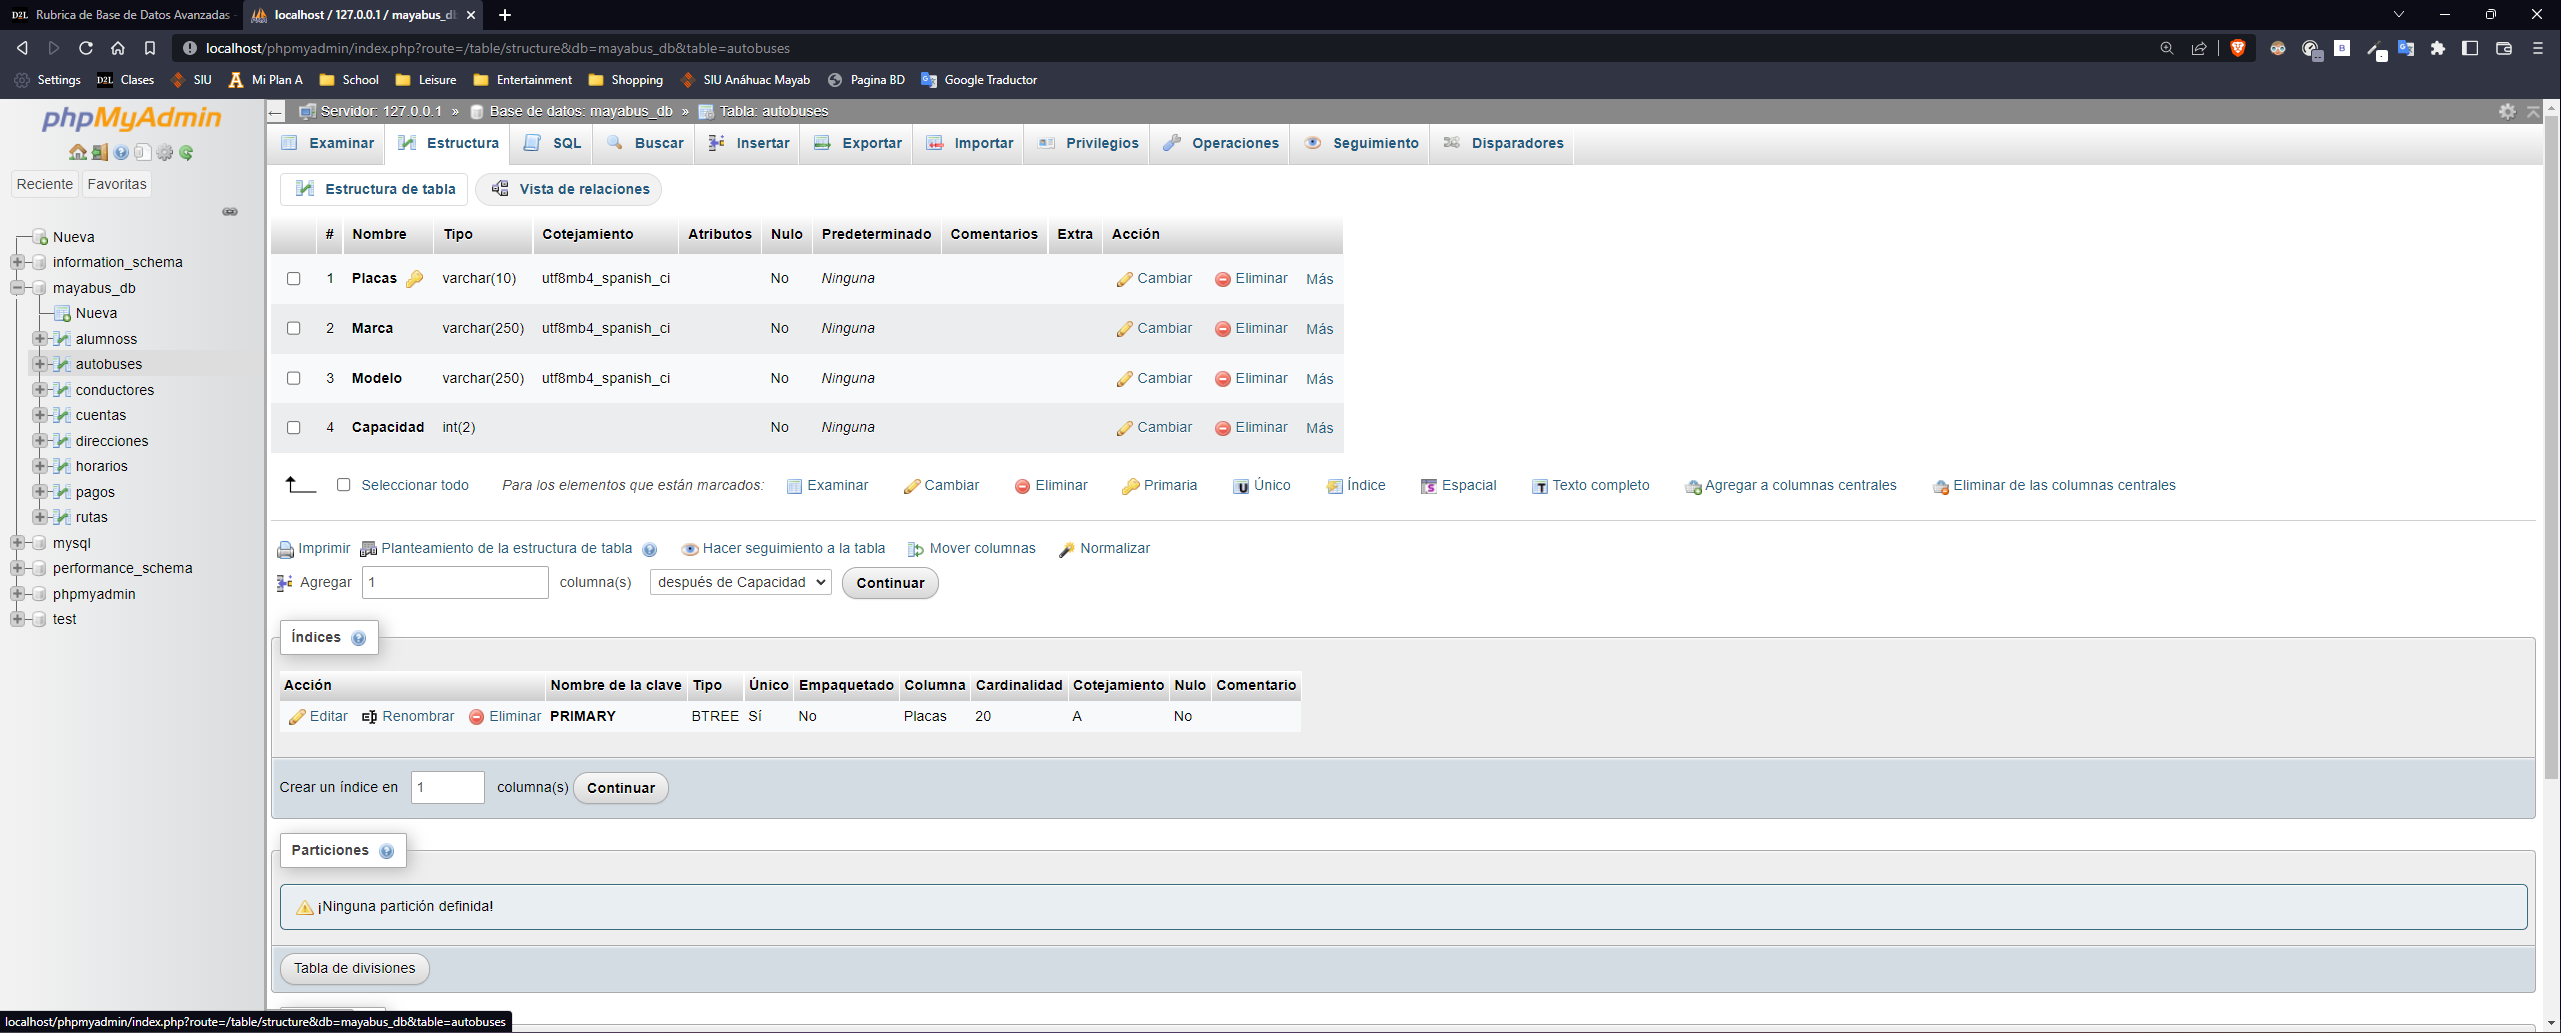 Rubrica de Base de Datos Avanzadas
localhost / 127.0.0.1 / mayabus_db
localhost/phpmyadmin/index.php?route=/table/structure&db=mayabus_db&table=autobuses
Settings D2L Clases SIU Mi Plan A School Leisure Entertainment Shopping SIU Anáhuac Mayab Pagina BD Google Traductor
phpMyAdmin
Reciente Favoritas
Nueva
information_schema
mayabus_db
Nueva
alumnoss
autobuses
conductores
cuentas
direcciones
horarios
pagos
rutas
mysql
performance_schema
phpmyadmin
test
Servidor: 127.0.0.1 » Base de datos: mayabus_db » Tabla: autobuses
Examinar Estructura SQL Buscar Insertar Exportar Importar Privilegios Operaciones Seguimiento Disparadores
Estructura de tabla Vista de relaciones
# Nombre Tipo Cotejamiento Atributos Nulo Predeterminado Comentarios Extra Acción
1 Placas varchar(10) utf8mb4_spanish_ci No Ninguna Cambiar Eliminar Más
2 Marca varchar(250) utf8mb4_spanish_ci No Ninguna Cambiar Eliminar Más
3 Modelo varchar(250) utf8mb4_spanish_ci No Ninguna Cambiar Eliminar Más
4 Capacidad int(2) No Ninguna Cambiar Eliminar Más
Seleccionar todo Para los elementos que están marcados: Examinar Cambiar Eliminar Primaria Único Índice Espacial Texto completo Agregar a columnas centrales Eliminar de las columnas centrales
Imprimir Planteamiento de la estructura de tabla Hacer seguimiento a la tabla Mover columnas Normalizar
Agregar 1 columna(s) después de Capacidad Continuar
Índices
Acción Nombre de la clave Tipo Único Empaquetado Columna Cardinalidad Cotejamiento Nulo Comentario
Editar Renombrar Eliminar PRIMARY BTREE Sí No Placas 20 A No
Crear un índice en 1 columna(s) Continuar
Particiones
¡Ninguna partición definida!
Tabla de divisiones
localhost/phpmyadmin/index.php?route=/table/structure&db=mayabus_db&table=autobuses